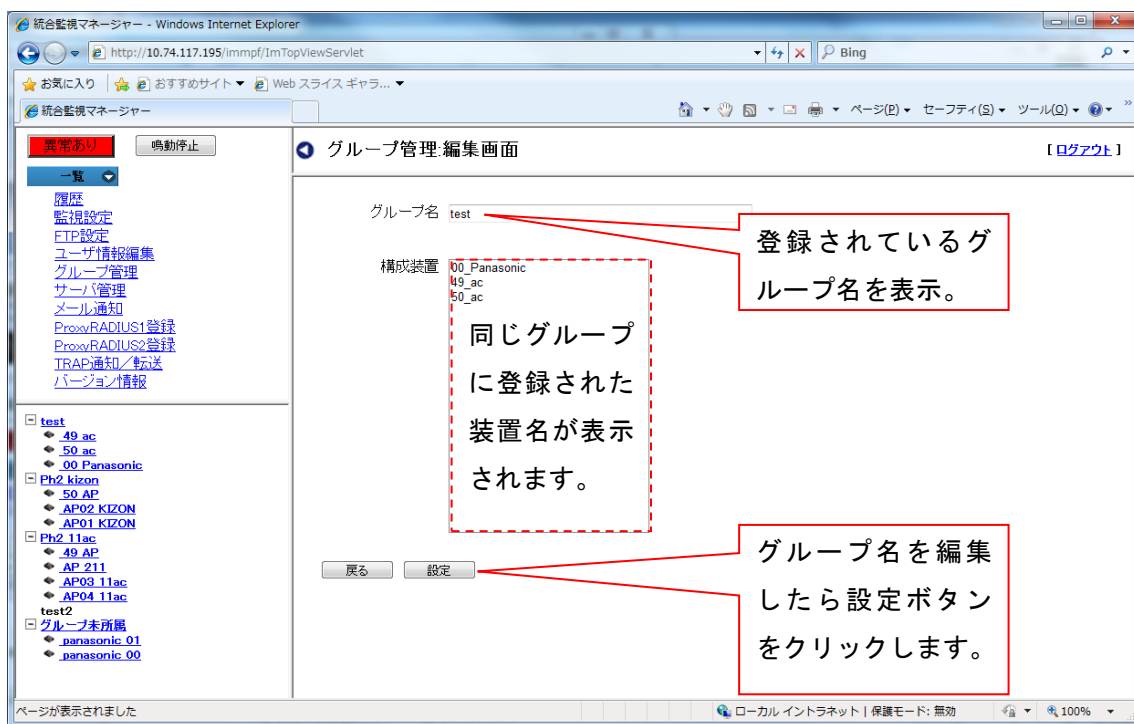 統合監視マネージャー - Windows Internet Explorer
http://10.74.117.195/immpf/ImTopViewServlet
Bing
お気に入り
おすすめサイト
Web スライス ギャラ...
統合監視マネージャー
ページ(P)
セーフティ(S)
ツール(O)
異常あり
鳴動停止
一覧
履歴
監視設定
FTP設定
ユーザ情報編集
グループ管理
サーバ管理
メール通知
ProxyRADIUS1登録
ProxyRADIUS2登録
TRAP通知／転送
バージョン情報
test
49 ac
50 ac
00 Panasonic
Ph2 kizon
50 AP
AP02 KIZON
AP01 KIZON
Ph2 11ac
49 AP
AP 211
AP03 11ac
AP04 11ac
test2
グループ未所属
panasonic 01
panasonic 00
グループ管理:編集画面
[ ログアウト ]
グループ名
test
構成装置
00_Panasonic
49_ac
50_ac
同じグループ
に登録された
装置名が表示
されます。
戻る
設定
登録されているグ
ループ名を表示。
グループ名を編集
したら設定ボタン
をクリックします。
ページが表示されました
ローカル イントラネット | 保護モード: 無効
100%